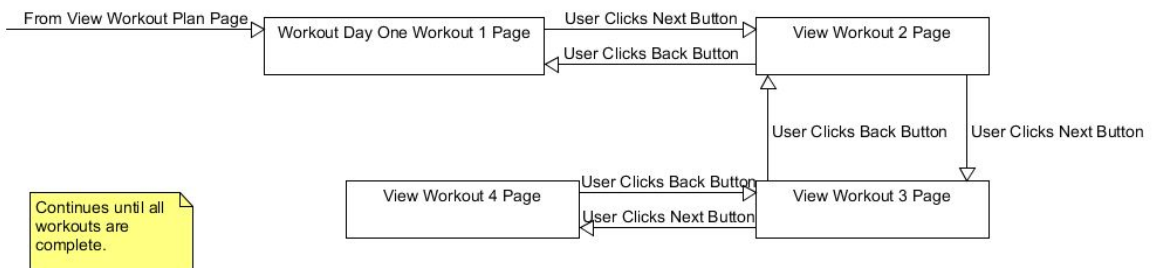 From View Workout Plan Page
Workout Day One Workout 1 Page
User Clicks Next Button
View Workout 2 Page
User Clicks Back Button
User Clicks Back Button
User Clicks Next Button
View Workout 4 Page
User Clicks Back Button
View Workout 3 Page
User Clicks Next Button
Continues until all
workouts are
complete.